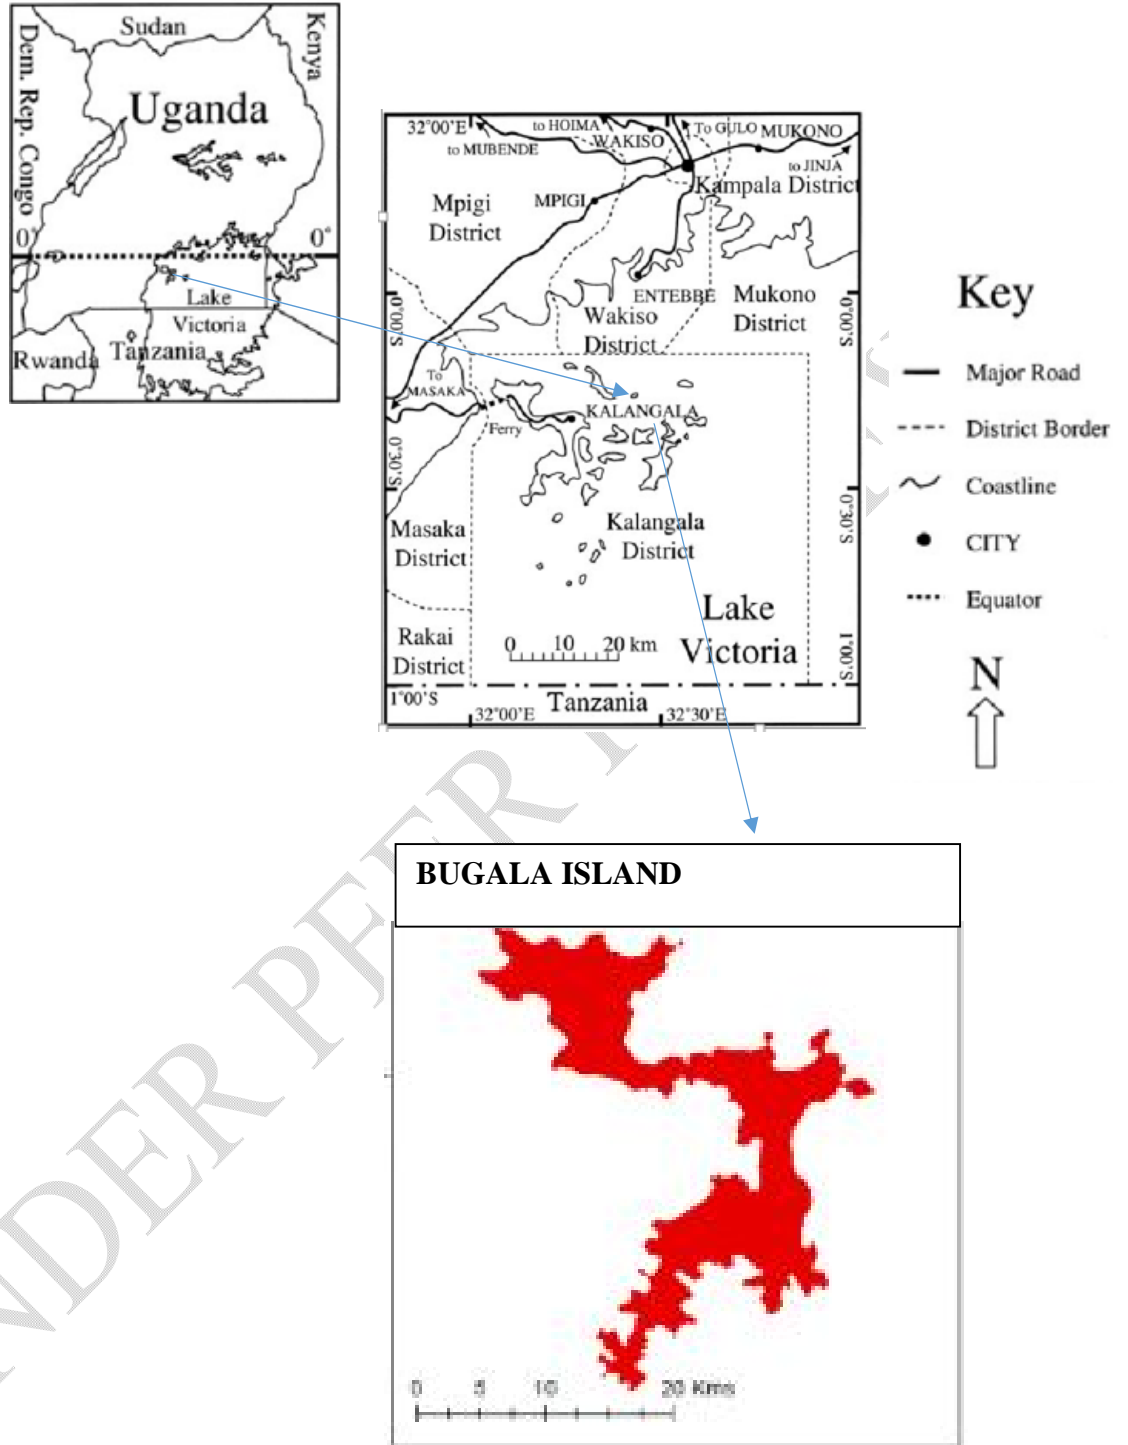 Sudan
Kenya
Dem. Rep. Congo
Uganda
0°
0°
Lake
Victoria
Rwanda
Tanzania
32°00'E
to HOIMA
To GULO
MUKONO
WAKISO
to MUBENDE
to JINJA
Kampala District
Mpigi
District
MPIGI
ENTEBBE
Mukono
District
Wakiso
District
0°00'S
0°00'S
To
MASAKA
KALANGALA
Ferry
0°30'S
0°30'S
Masaka
District
Kalangala
District
Lake
Victoria
Rakai
District
0 10 20 km
1°00'S
1°00'S
Tanzania
32°00'E
32°30'E
Key
Major Road
District Border
Coastline
CITY
Equator
N
BUGALA ISLAND
0 5 10 20 Kms
NDER PEER